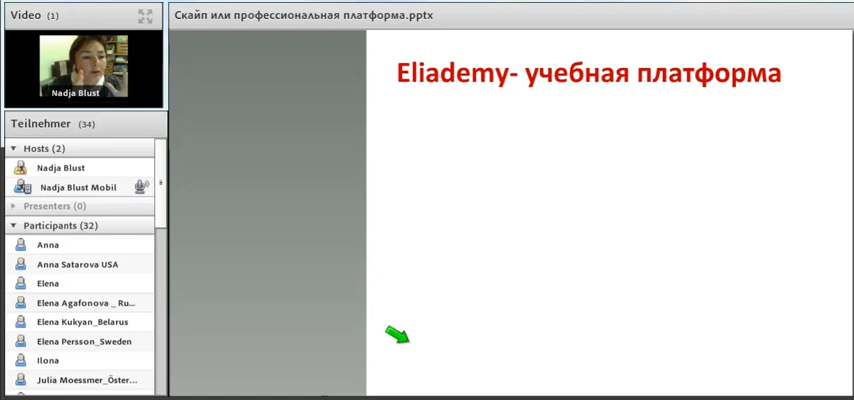 Video (1)
Nadja Blust
Teilnehmer (34)
Hosts (2)
Nadja Blust
Nadja Blust Mobil
Presenters (0)
Participants (32)
Anna
Anna Satarova USA
Elena
Elena Agafonova _ Ru...
Elena Kukyan_Belarus
Elena Persson_Sweden
Ilona
Julia Moessmer_Öster...
Скайп или профессиональная платформа.pptx
Eliademy- учебная платформа